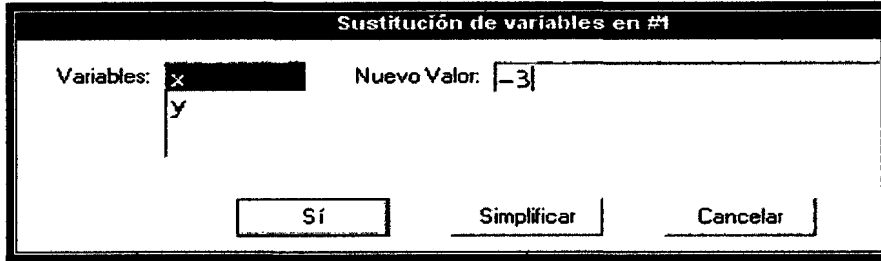 Sustitución de variables en #1
Variables: x Nuevo Valor: -3
y
Sí Simplificar Cancelar